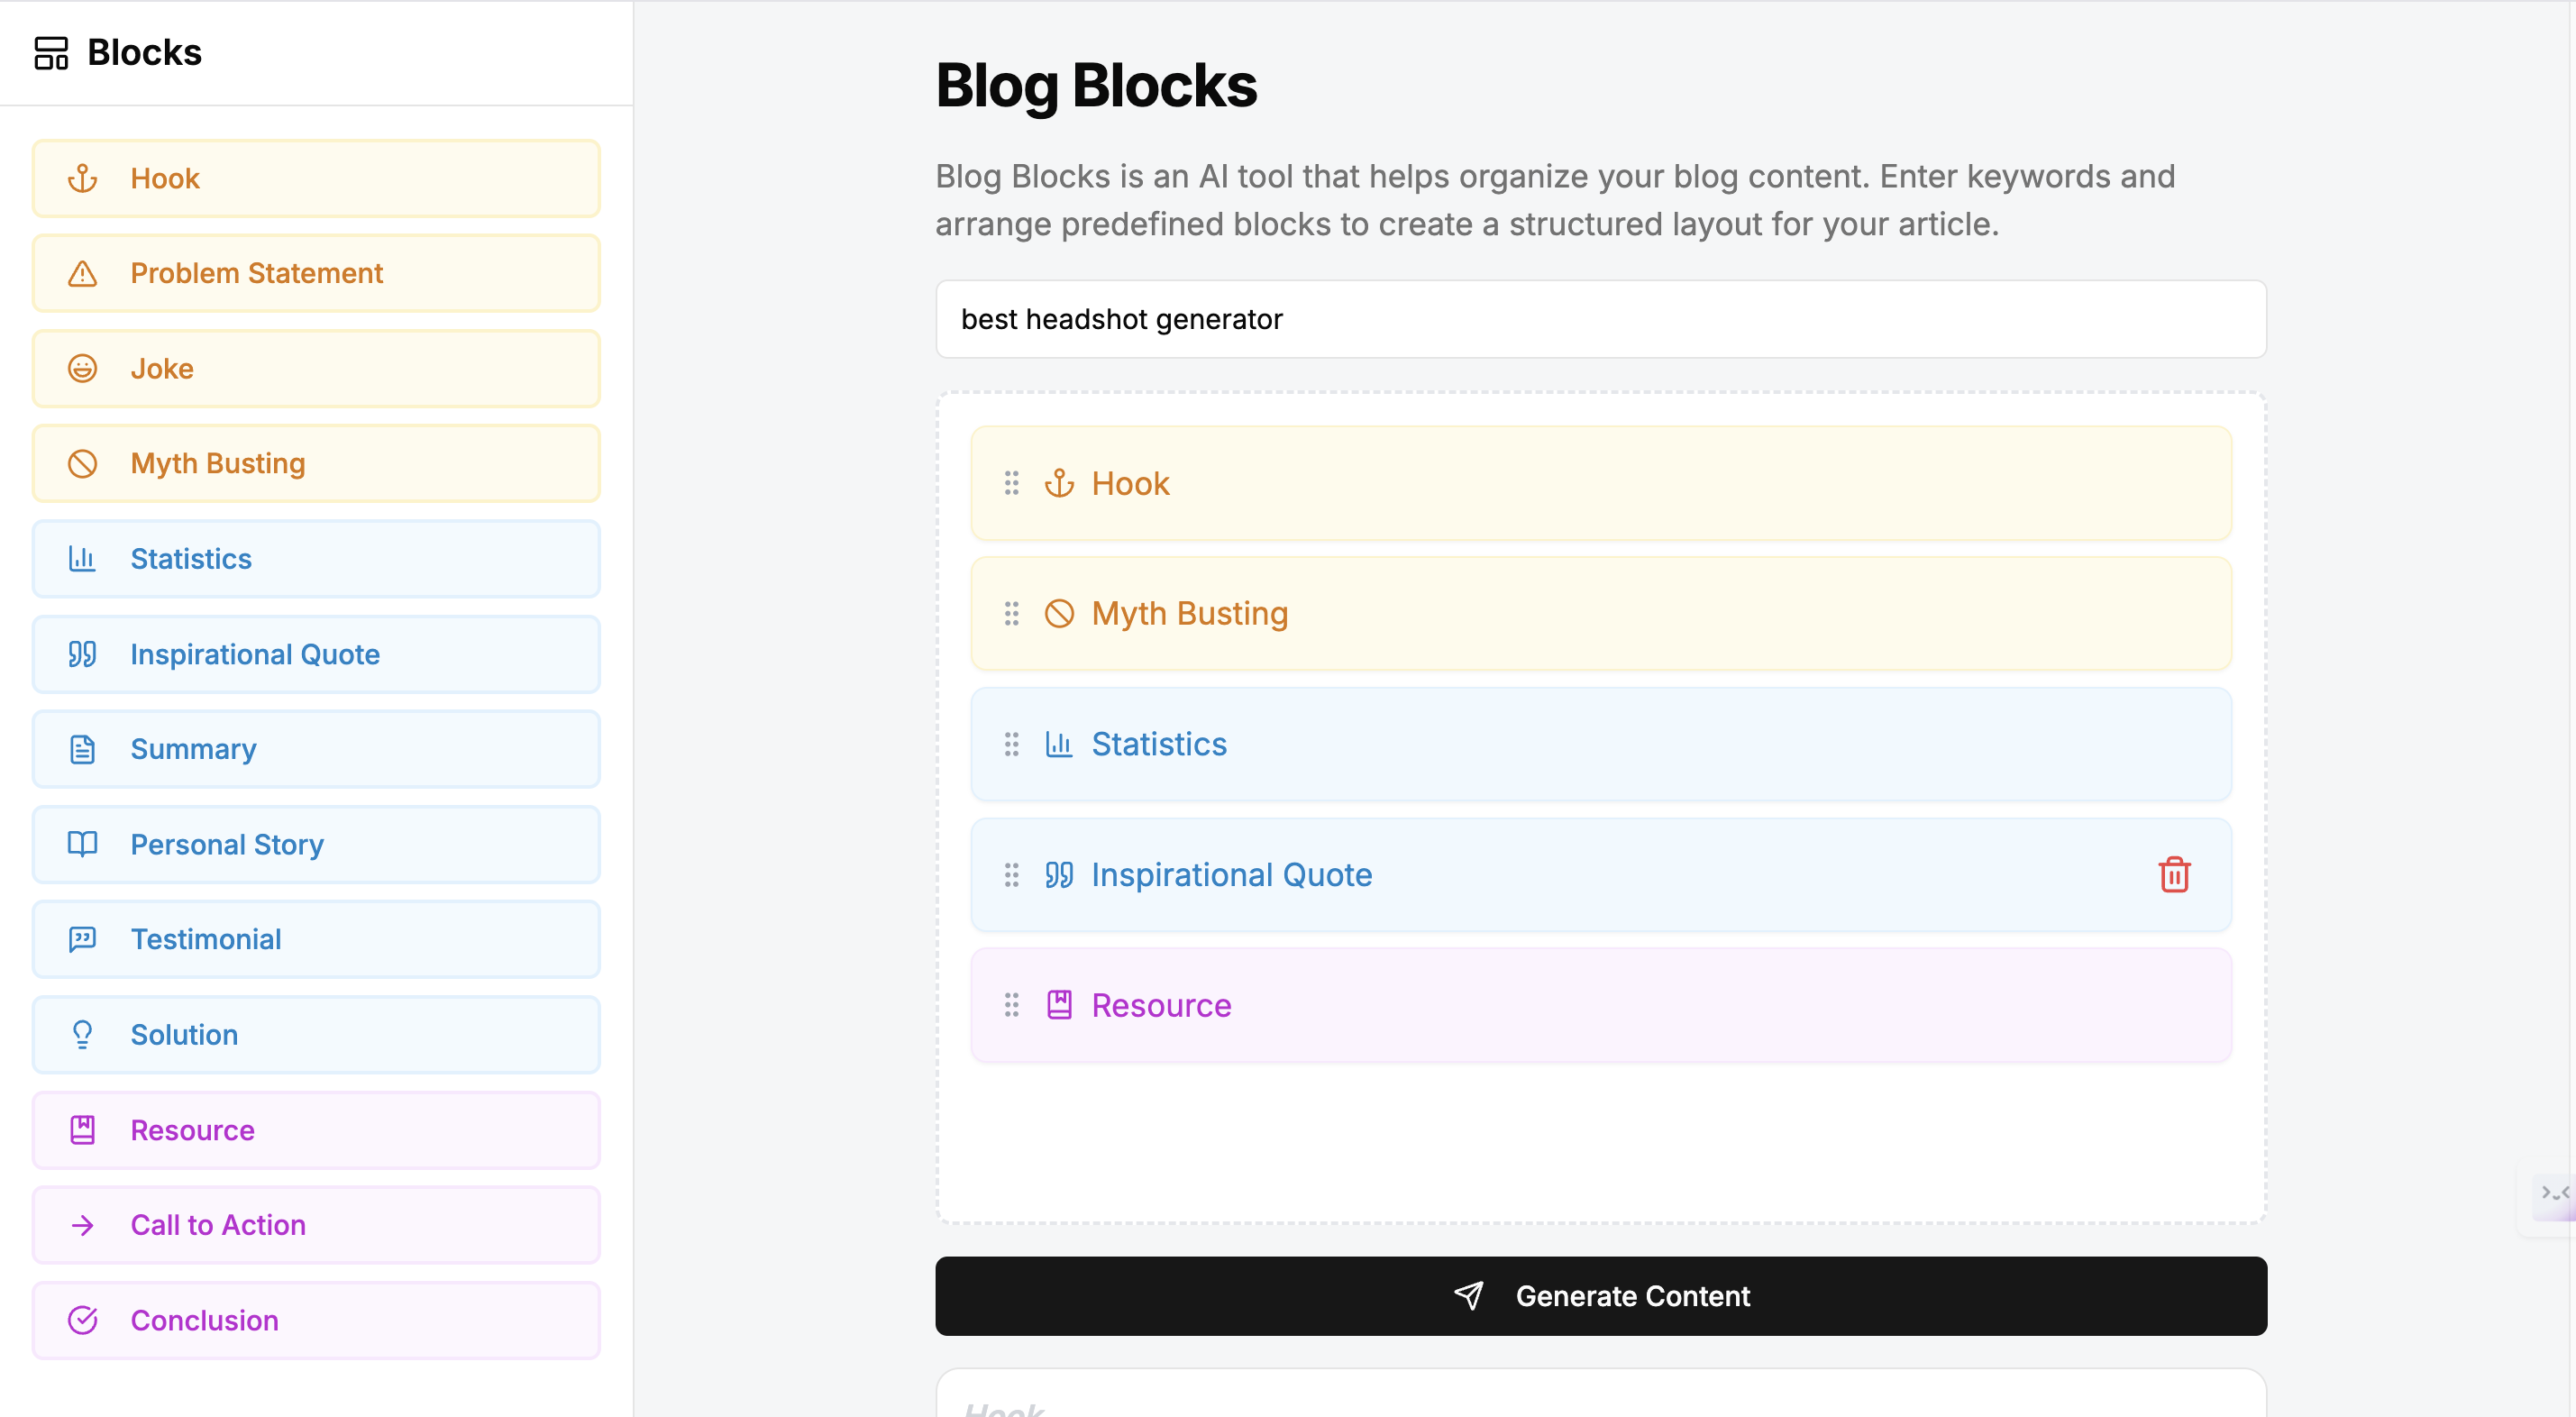 Blocks
Hook
Problem Statement
Joke
Myth Busting
Statistics
Inspirational Quote
Summary
Personal Story
Testimonial
Solution
Resource
Call to Action
Conclusion
Blog Blocks
Blog Blocks is an AI tool that helps organize your blog content. Enter keywords and
arrange predefined blocks to create a structured layout for your article.
best headshot generator
Hook
Myth Busting
Statistics
Inspirational Quote
Resource
Generate Content
Hook